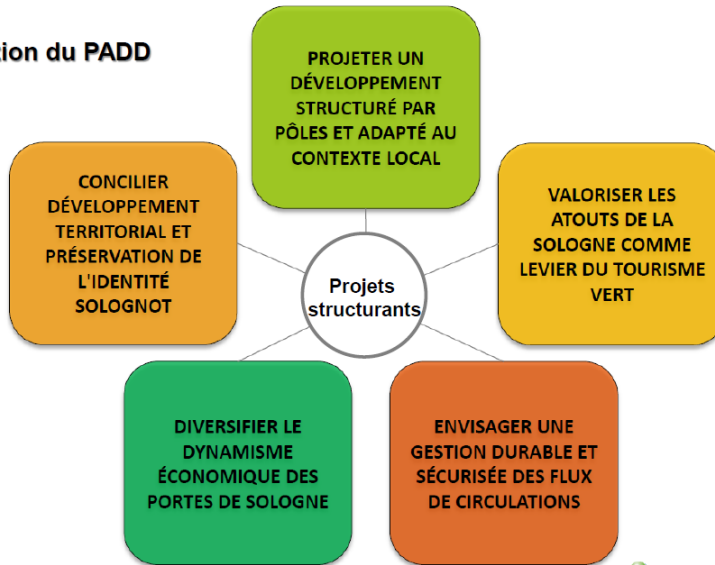 tion du PADD
PROJETER UN
DÉVELOPPEMENT
STRUCTURÉ PAR
PÔLES ET ADAPTÉ AU
CONTEXTE LOCAL
CONCILIER
DÉVELOPPEMENT
TERRITORIAL ET
PRÉSERVATION DE
L'IDENTITÉ
SOLOGNOT
VALORISER LES
ATOUTS DE LA
SOLOGNE COMME
LEVIER DU TOURISME
VERT
Projets
structurants
DIVERSIFIER LE
DYNAMISME
ÉCONOMIQUE DES
PORTES DE SOLOGNE
ENVISAGER UNE
GESTION DURABLE ET
SÉCURISÉE DES FLUX
DE CIRCULATIONS